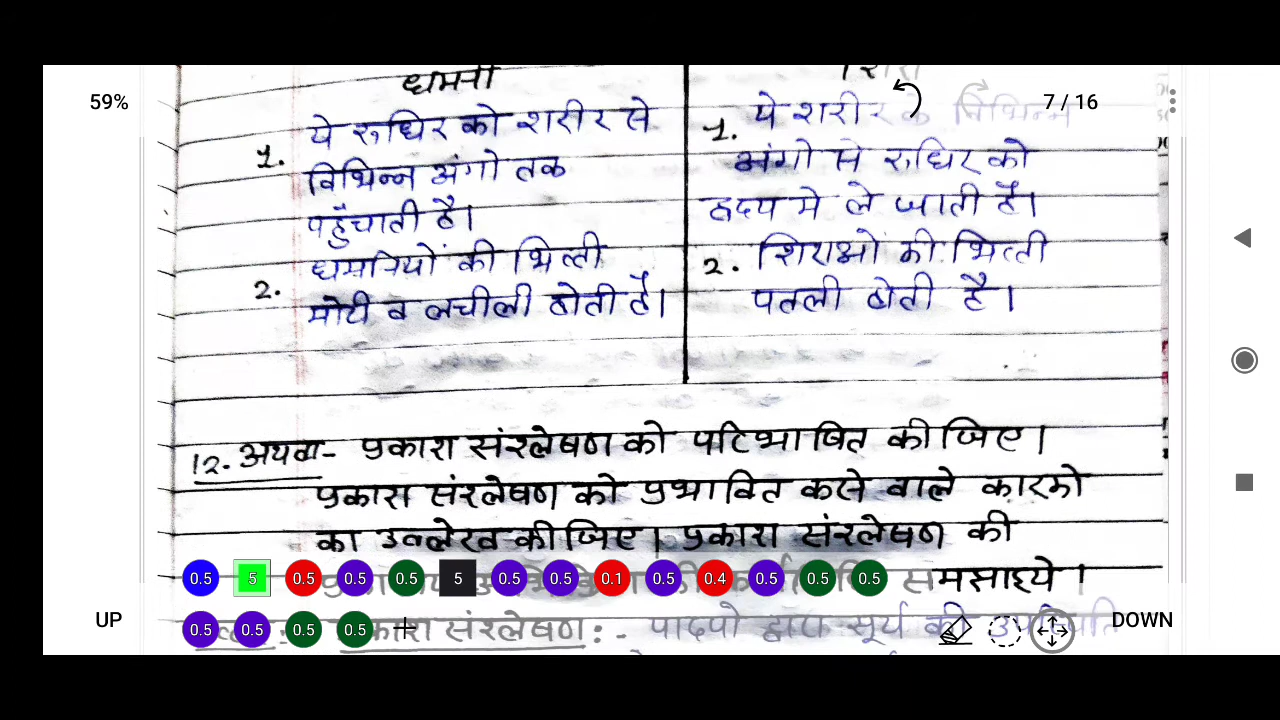 59%
7 / 16
धमनी
शिरा
1. ये रुधिर को शरीर से
विभिन्न अंगो तक
पहुँचाती है।
2. धमनियों की भित्ती
मोटी व लचीली होती है।
1. ये शरीर के विभिन्न
अंगो से रुधिर को
हृदय मे ले जाती है।
2. शिराओं की भित्ती
पतली होती है।
12. अथवा- प्रकाश संश्लेषण को परिभाषित कीजिए।
प्रकाश संश्लेषण को प्रभावित करने वाले कारको
का उल्लेख कीजिए। प्रकाश संश्लेषण की
समझाइये।
0.5 5 0.5 0.5 0.5 5 0.5 0.5 0.1 0.5 0.4 0.5 0.5 0.5
प्रकाश संश्लेषण:- पादपो द्वारा सूर्य की उपस्थिति
0.5 0.5 0.5 0.5 +
UP
DOWN